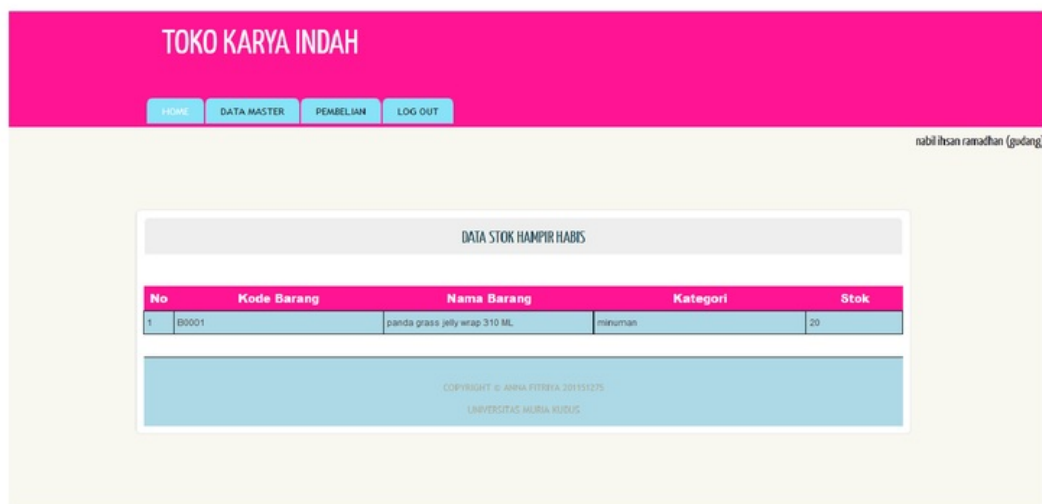 TOKO KARYA INDAH
HOME DATA MASTER PEMBELIAN LOG OUT
nabil ihsan ramadhan (gudang)
DATA STOK HAMPIR HABIS
No Kode Barang Nama Barang Kategori Stok
1 B0001 panda grass jelly wrap 310 ML minuman 20
COPYRIGHT © ANNA FITRIYA 201151275
UNIVERSITAS MURIA KUDUS